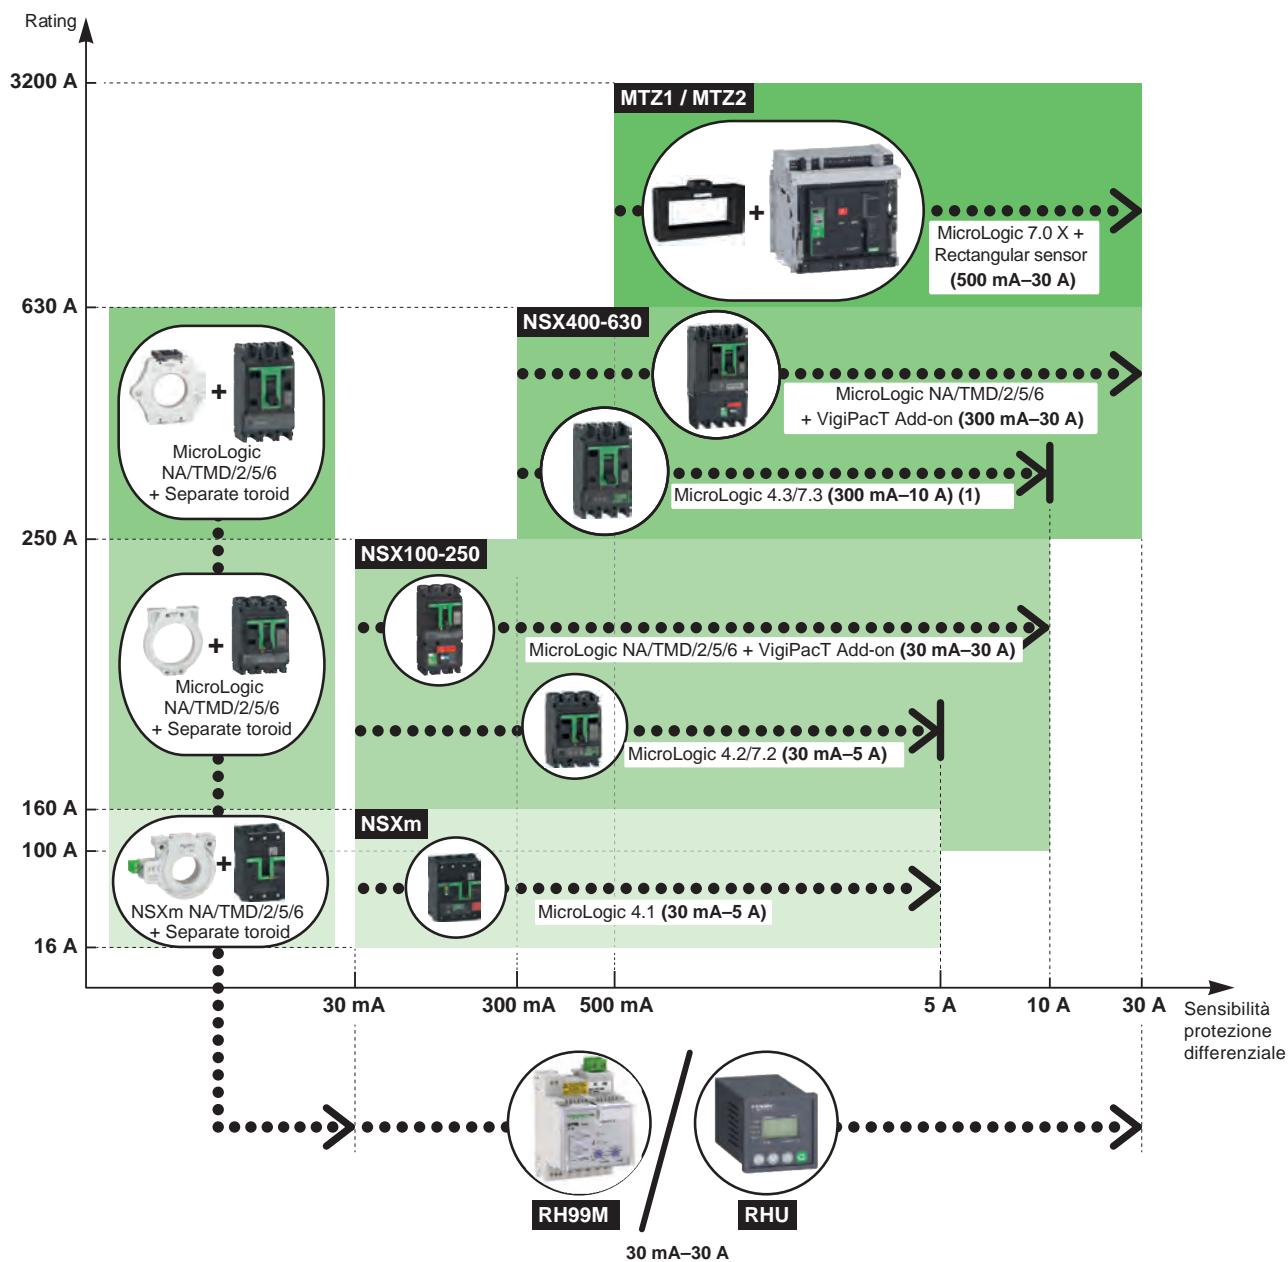 Rating
3200 A
MTZ1 / MTZ2
+
MicroLogic 7.0 X +
Rectangular sensor
(500 mA–30 A)
630 A
NSX400-630
+
MicroLogic
NA/TMD/2/5/6
+ Separate toroid
MicroLogic NA/TMD/2/5/6
+ VigiPacT Add-on (300 mA–30 A)
MicroLogic 4.3/7.3 (300 mA–10 A) (1)
250 A
NSX100-250
+
MicroLogic
NA/TMD/2/5/6
+ Separate toroid
MicroLogic NA/TMD/2/5/6 + VigiPacT Add-on (30 mA–30 A)
MicroLogic 4.2/7.2 (30 mA–5 A)
160 A
NSXm
100 A
+
NSXm NA/TMD/2/5/6
+ Separate toroid
MicroLogic 4.1 (30 mA–5 A)
16 A
30 mA
300 mA
500 mA
5 A
10 A
30 A
Sensibilità
protezione
differenziale
RH99M
RHU
30 mA–30 A